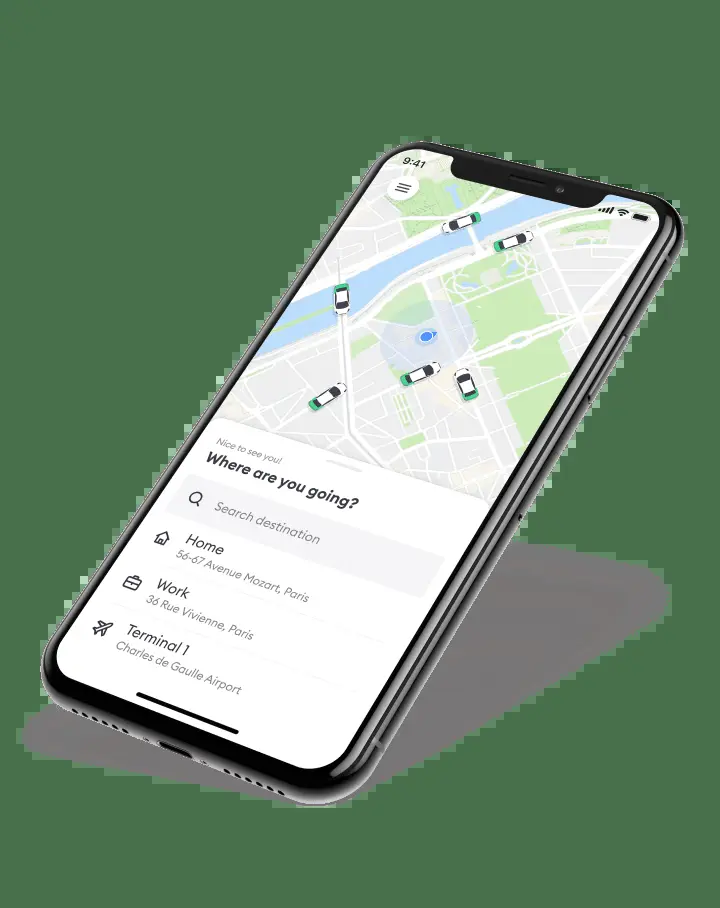 9:41
Nice to see you!
Where are you going?
Search destination
Home
56-67 Avenue Mozart, Paris
Work
36 Rue Vivienne, Paris
Terminal 1
Charles de Gaulle Airport